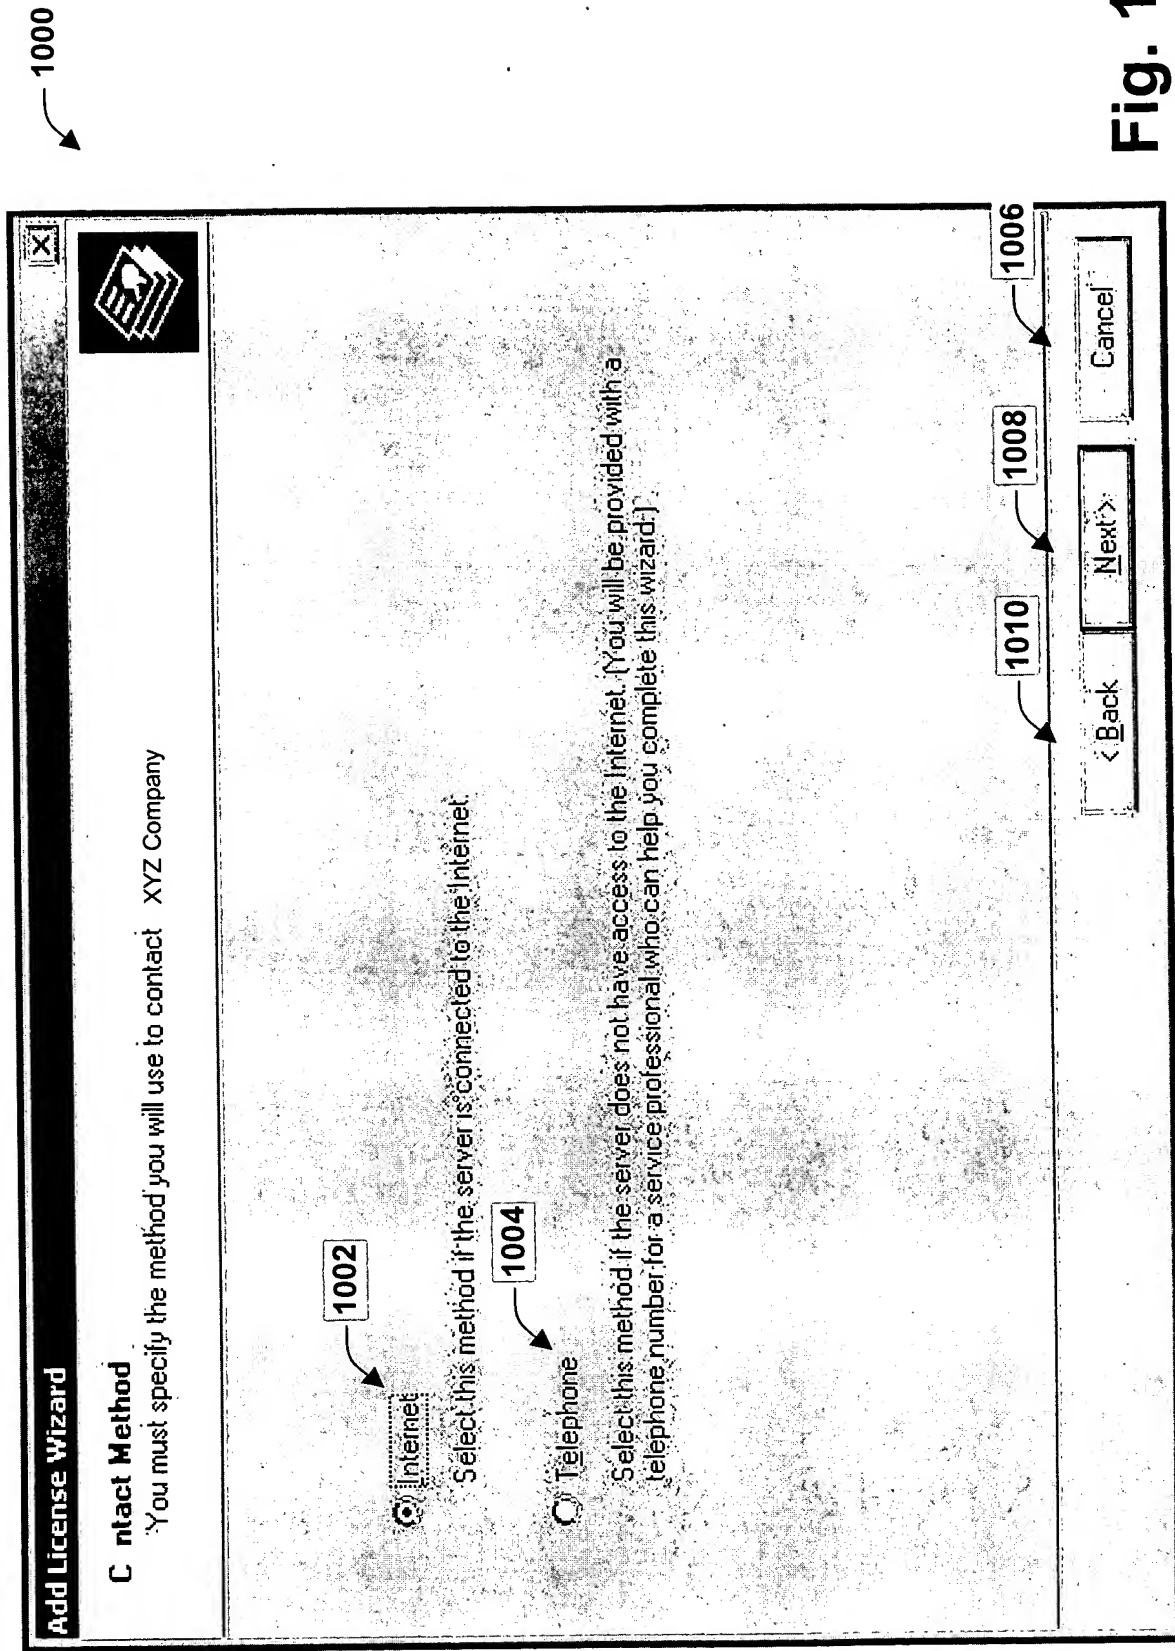 1000
Add License Wizard
C ntact Method
You must specify the method you will use to contact XYZ Company
1002
Internet
Select this method if the server is connected to the Internet.
1004
Telephone
Select this method if the server does not have access to the Internet. (You will be provided with a
telephone number for a service professional who can help you complete this wizard.)
1010
1008
1006
< Back
Next >
Cancel
Fig. 1